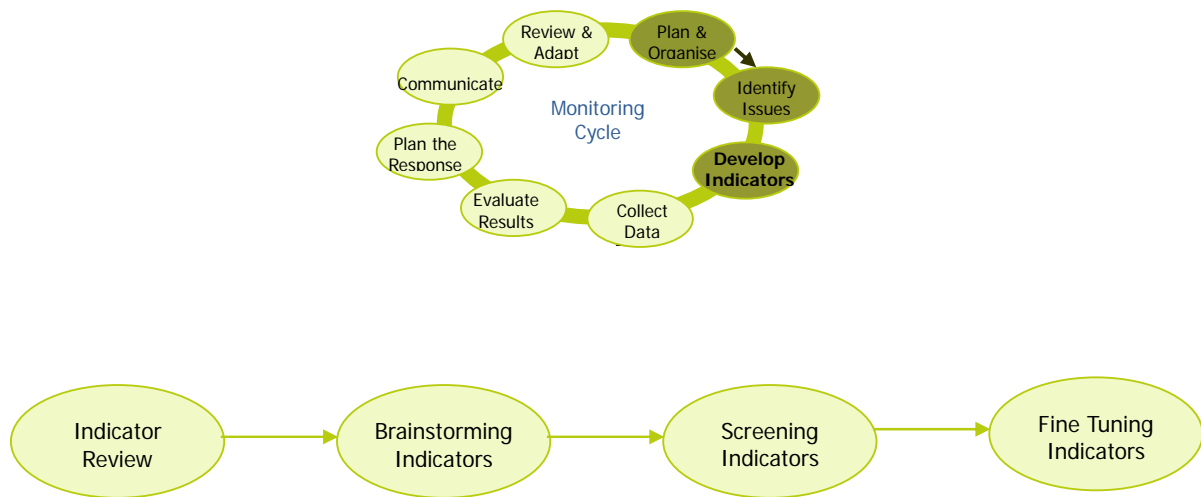 Review &
Adapt
Plan &
Organise
Communicate
Identify
Issues
Monitoring
Cycle
Plan the
Response
Develop
Indicators
Evaluate
Results
Collect
Data
Indicator
Review
Brainstorming
Indicators
Screening
Indicators
Fine Tuning
Indicators